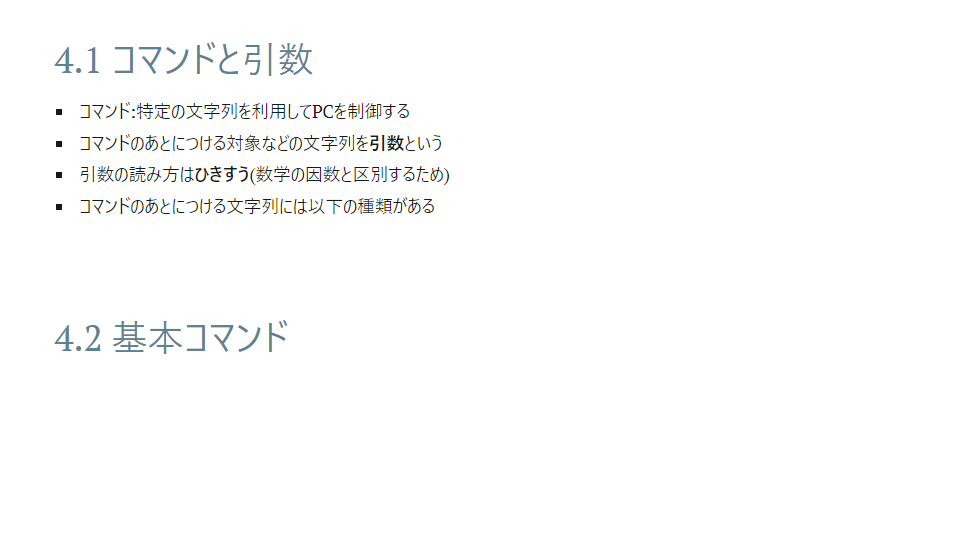 4.1 コマンドと引数
コマンド:特定の文字列を利用してPCを制御する
コマンドのあとにつける対象などの文字列を引数という
引数の読み方はひきすう(数学の因数と区別するため)
コマンドのあとにつける文字列には以下の種類がある
4.2 基本コマンド